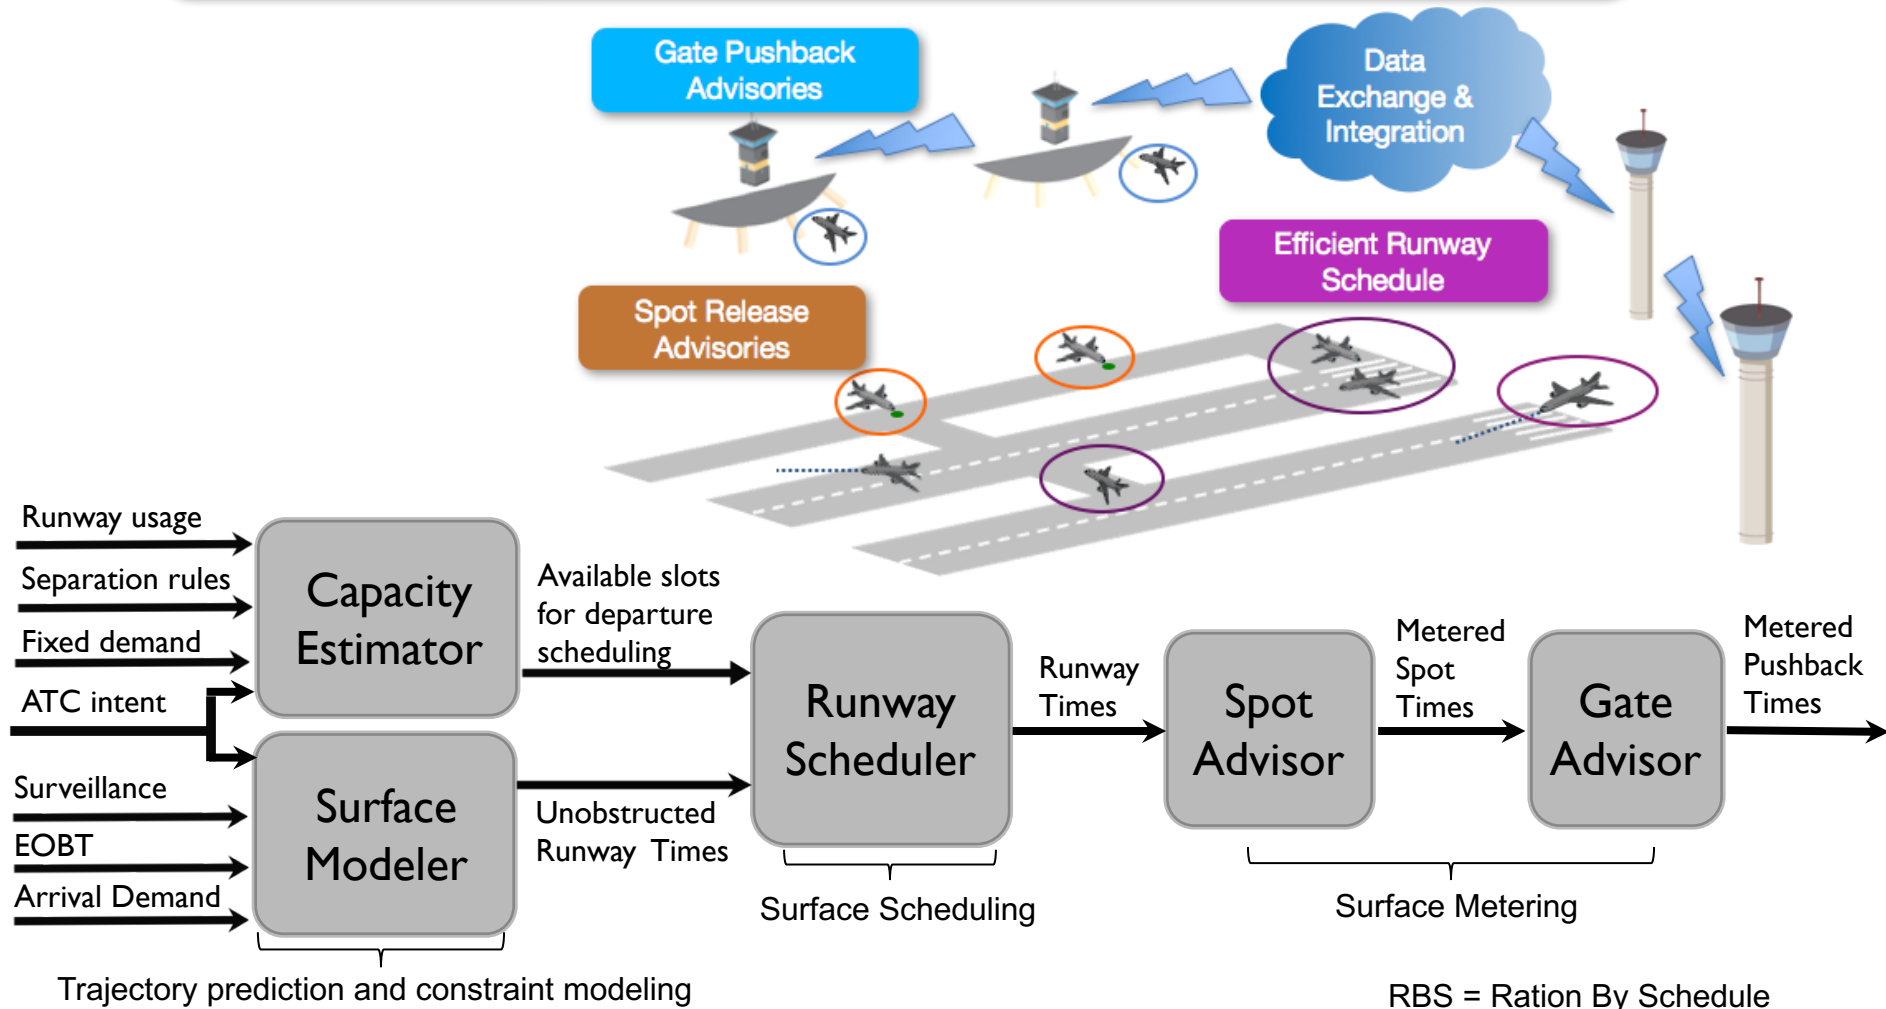 Gate Pushback
Advisories
Data
Exchange &
Integration
Efficient Runway
Schedule
Spot Release
Advisories
Runway usage
Separation rules
Fixed demand
ATC intent
Surveillance
EOBT
Arrival Demand
Capacity
Estimator
Surface
Modeler
Available slots
for departure
scheduling
Unobstructed
Runway Times
Runway
Scheduler
Runway
Times
Spot
Advisor
Metered
Spot
Times
Gate
Advisor
Metered
Pushback
Times
Surface Scheduling
Surface Metering
Trajectory prediction and constraint modeling
RBS = Ration By Schedule